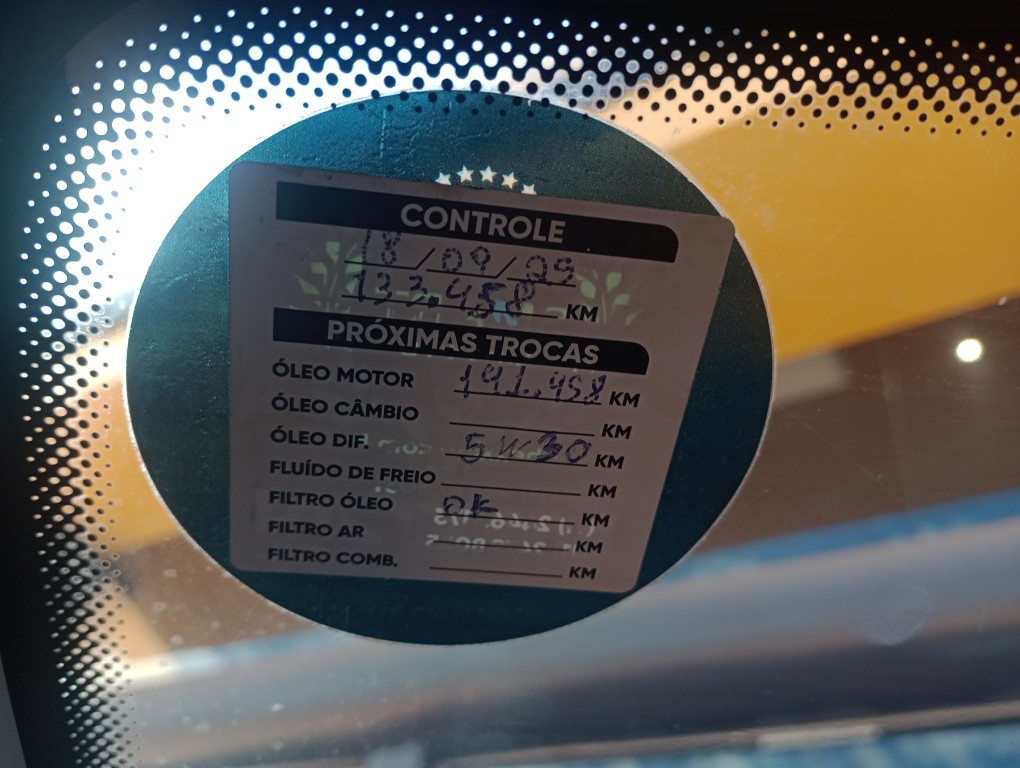 CONTROLE
18/09/29
133.458 KM
PRÓXIMAS TROCAS
ÓLEO MOTOR 141.458 KM
ÓLEO CÂMBIO KM
ÓLEO DIF. 5W30 KM
FLUÍDO DE FREIO KM
FILTRO ÓLEO OK KM
FILTRO AR KM
FILTRO COMB. KM